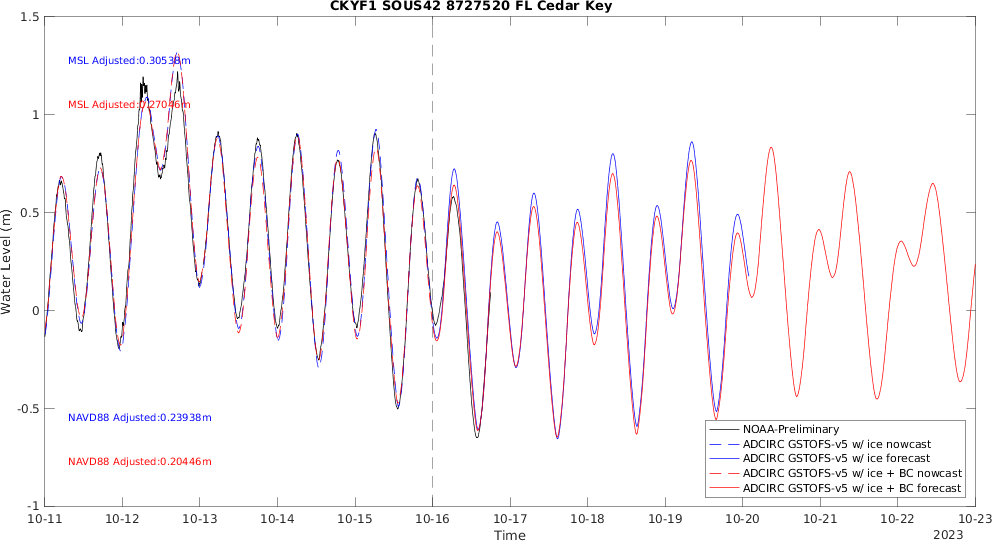 CKYF1 SOUS42 8727520 FL Cedar Key
1.5
1
0.5
0
-0.5
-1
Water Level (m)
MSL Adjusted:0.30538m
MSL Adjusted:0.27046m
NAVD88 Adjusted:0.23938m
NAVD88 Adjusted:0.20446m
NOAA-Preliminary
ADCIRC GSTOFS-v5 w/ ice nowcast
ADCIRC GSTOFS-v5 w/ ice forecast
ADCIRC GSTOFS-v5 w/ ice + BC nowcast
ADCIRC GSTOFS-v5 w/ ice + BC forecast
10-11 10-12 10-13 10-14 10-15 10-16 10-17 10-18 10-19 10-20 10-21 10-22 10-23
Time
2023